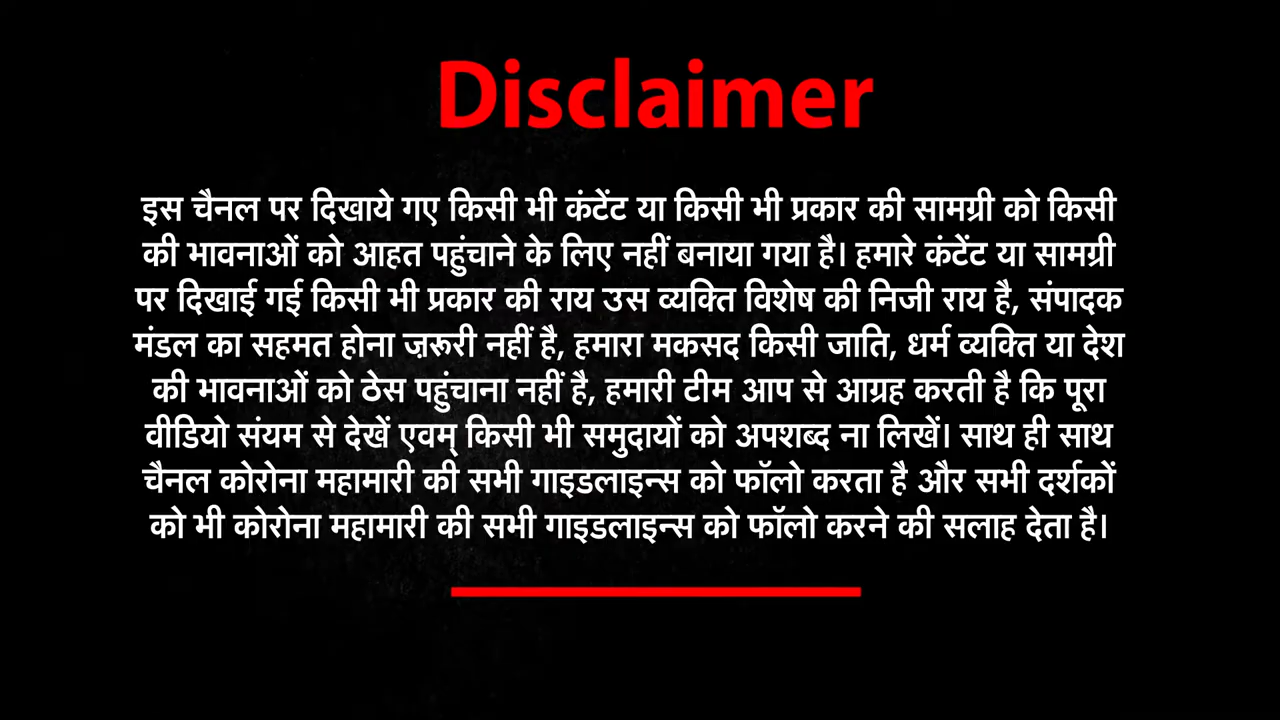 Disclaimer
इस चैनल पर दिखाये गए किसी भी कंटेंट या किसी भी प्रकार की सामग्री को किसी
की भावनाओं को आहत पहुंचाने के लिए नहीं बनाया गया है। हमारे कंटेंट या सामग्री
पर दिखाई गई किसी भी प्रकार की राय उस व्यक्ति विशेष की निजी राय है, संपादक
मंडल का सहमत होना ज़रूरी नहीं है, हमारा मकसद किसी जाति, धर्म व्यक्ति या देश
की भावनाओं को ठेस पहुंचाना नहीं है, हमारी टीम आप से आग्रह करती है कि पूरा
वीडियो संयम से देखें एवम् किसी भी समुदायों को अपशब्द ना लिखें। साथ ही साथ
चैनल कोरोना महामारी की सभी गाइडलाइन्स को फॉलो करता है और सभी दर्शकों
को भी कोरोना महामारी की सभी गाइडलाइन्स को फॉलो करने की सलाह देता है।